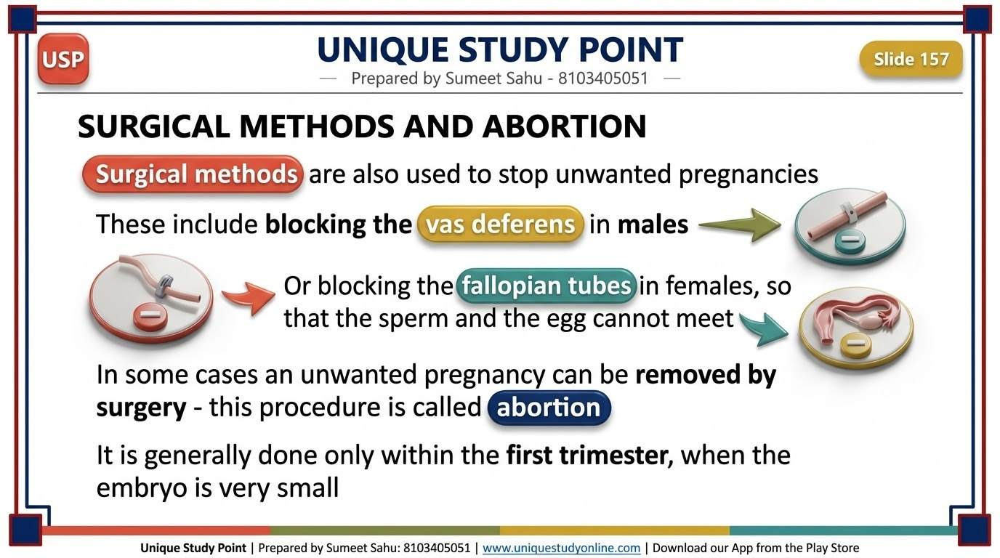 USP
UNIQUE STUDY POINT
Prepared by Sumeet Sahu - 8103405051
Slide 157
SURGICAL METHODS AND ABORTION
Surgical methods are also used to stop unwanted pregnancies
These include blocking the vas deferens in males
Or blocking the fallopian tubes in females, so
that the sperm and the egg cannot meet
In some cases an unwanted pregnancy can be removed by
surgery - this procedure is called abortion
It is generally done only within the first trimester, when the
embryo is very small
Unique Study Point | Prepared by Sumeet Sahu: 8103405051 | www.uniquestudyonline.com | Download our App from the Play Store